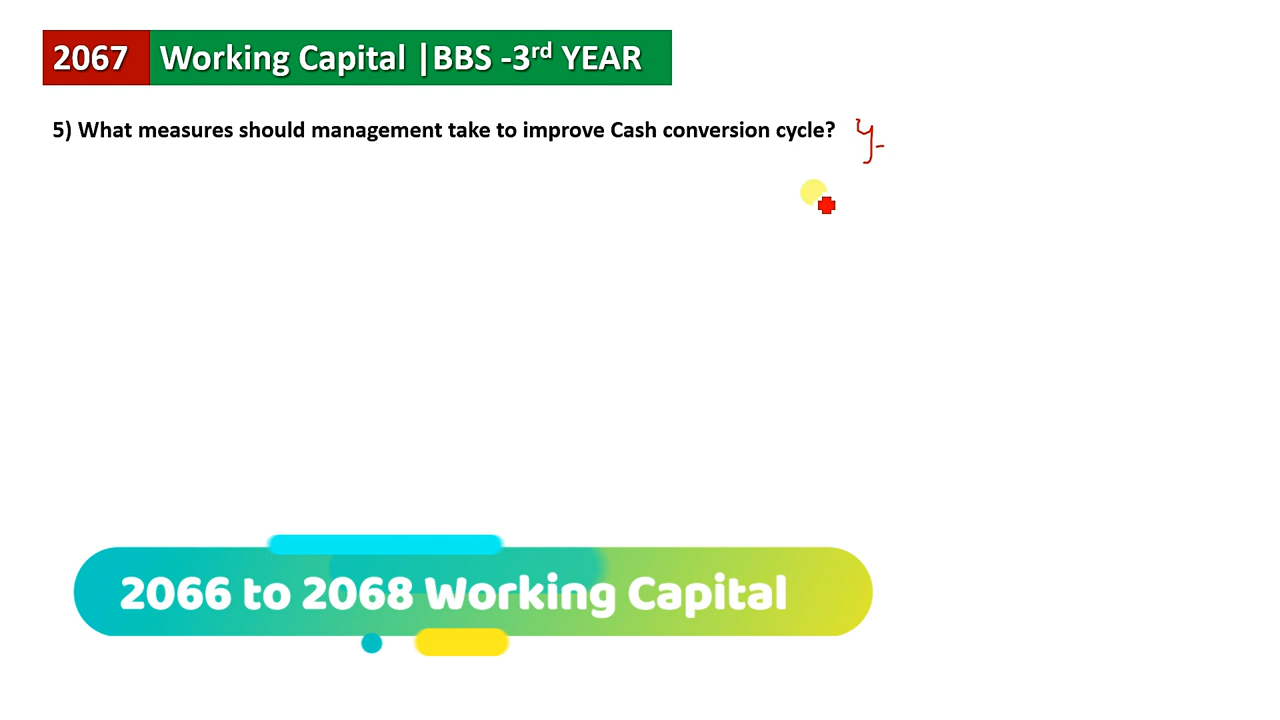 2067 Working Capital |BBS -3rd YEAR
5) What measures should management take to improve Cash conversion cycle?
2066 to 2068 Working Capital